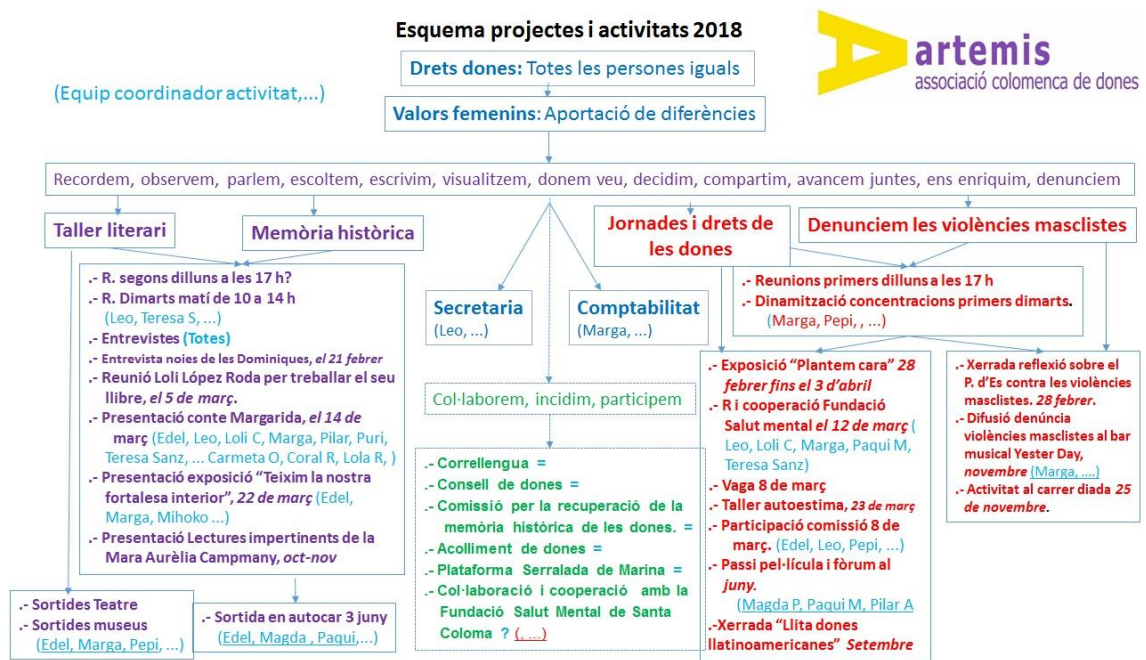 Esquema projectes i activitats 2018
artemis
associació colomenca de dones
(Equip coordinador activitat,...)
Drets dones: Totes les persones iguals
Valors femenins: Aportació de diferències
Recordem, observem, parlem, escoltem, escrivim, visualitzem, donem veu, decidim, compartim, avancem juntes, ens enriquim, denunciem
Taller literari
Memòria històrica
Jornades i drets de
les dones
Denunciem les violències masclistes
.- R. segons dilluns a les 17 h?
.- R. Dimarts matí de 10 a 14 h
(Leo, Teresa S, ...)
.- Entrevistes (Totes)
.- Entrevista noies de les Dominiques, el 21 febrer
.- Reunió Loli López Roda per treballar el seu
llibre, el 5 de març.
.- Presentació conte Margarida, el 14 de
març (Edel, Leo, Loli C, Marga, Pilar, Puri,
Teresa Sanz, ... Carmeta O, Coral R, Lola R, )
.- Presentació exposició “Teixim la nostra
fortalesa interior”, 22 de març (Edel,
Marga, Mihoko ...)
.- Presentació Lectures impertinents de la
Mara Aurèlia Campmany, oct-nov
.- Sortides Teatre
.- Sortides museus
(Edel, Marga, Pepi, ...)
.- Sortida en autocar 3 juny
(Edel, Magda , Paqui,...)
Secretaria
(Leo, ...)
Comptabilitat
(Marga, ...)
Col·laborem, incidim, participem
.- Correllengua =
.- Consell de dones =
.- Comissió per la recuperació de la
memòria històrica de les dones. =
.- Acolliment de dones =
.- Plataforma Serralada de Marina =
.- Col·laboració i cooperació amb la
Fundació Salut Mental de Santa
Coloma ? (, ...)
.- Reunions primers dilluns a les 17 h
.- Dinamització concentracions primers dimarts.
(Marga, Pepi, , ...)
.- Exposició “Plantem cara” 28
febrer fins el 3 d’abril
.- R i cooperació Fundació
Salut mental el 12 de març (
Leo, Loli C, Marga, Paqui M,
Teresa Sanz)
.- Vaga 8 de març
.- Taller autoestima, 23 de març
.- Participació comissió 8 de
març. (Edel, Leo, Pepi, ...)
.- Passi pel·lícula i fòrum al
juny.
(Magda P, Paqui M, Pilar A
.-Xerrada “Llita dones
llatinoamericanes” Setembre
.- Xerrada reflexió sobre el
P. d’Es contra les violències
masclistes. 28 febrer.
.- Difusió denúncia
violències masclistes al bar
musical Yester Day,
novembre (Marga, ....)
.- Activitat al carrer diada 25
de novembre.